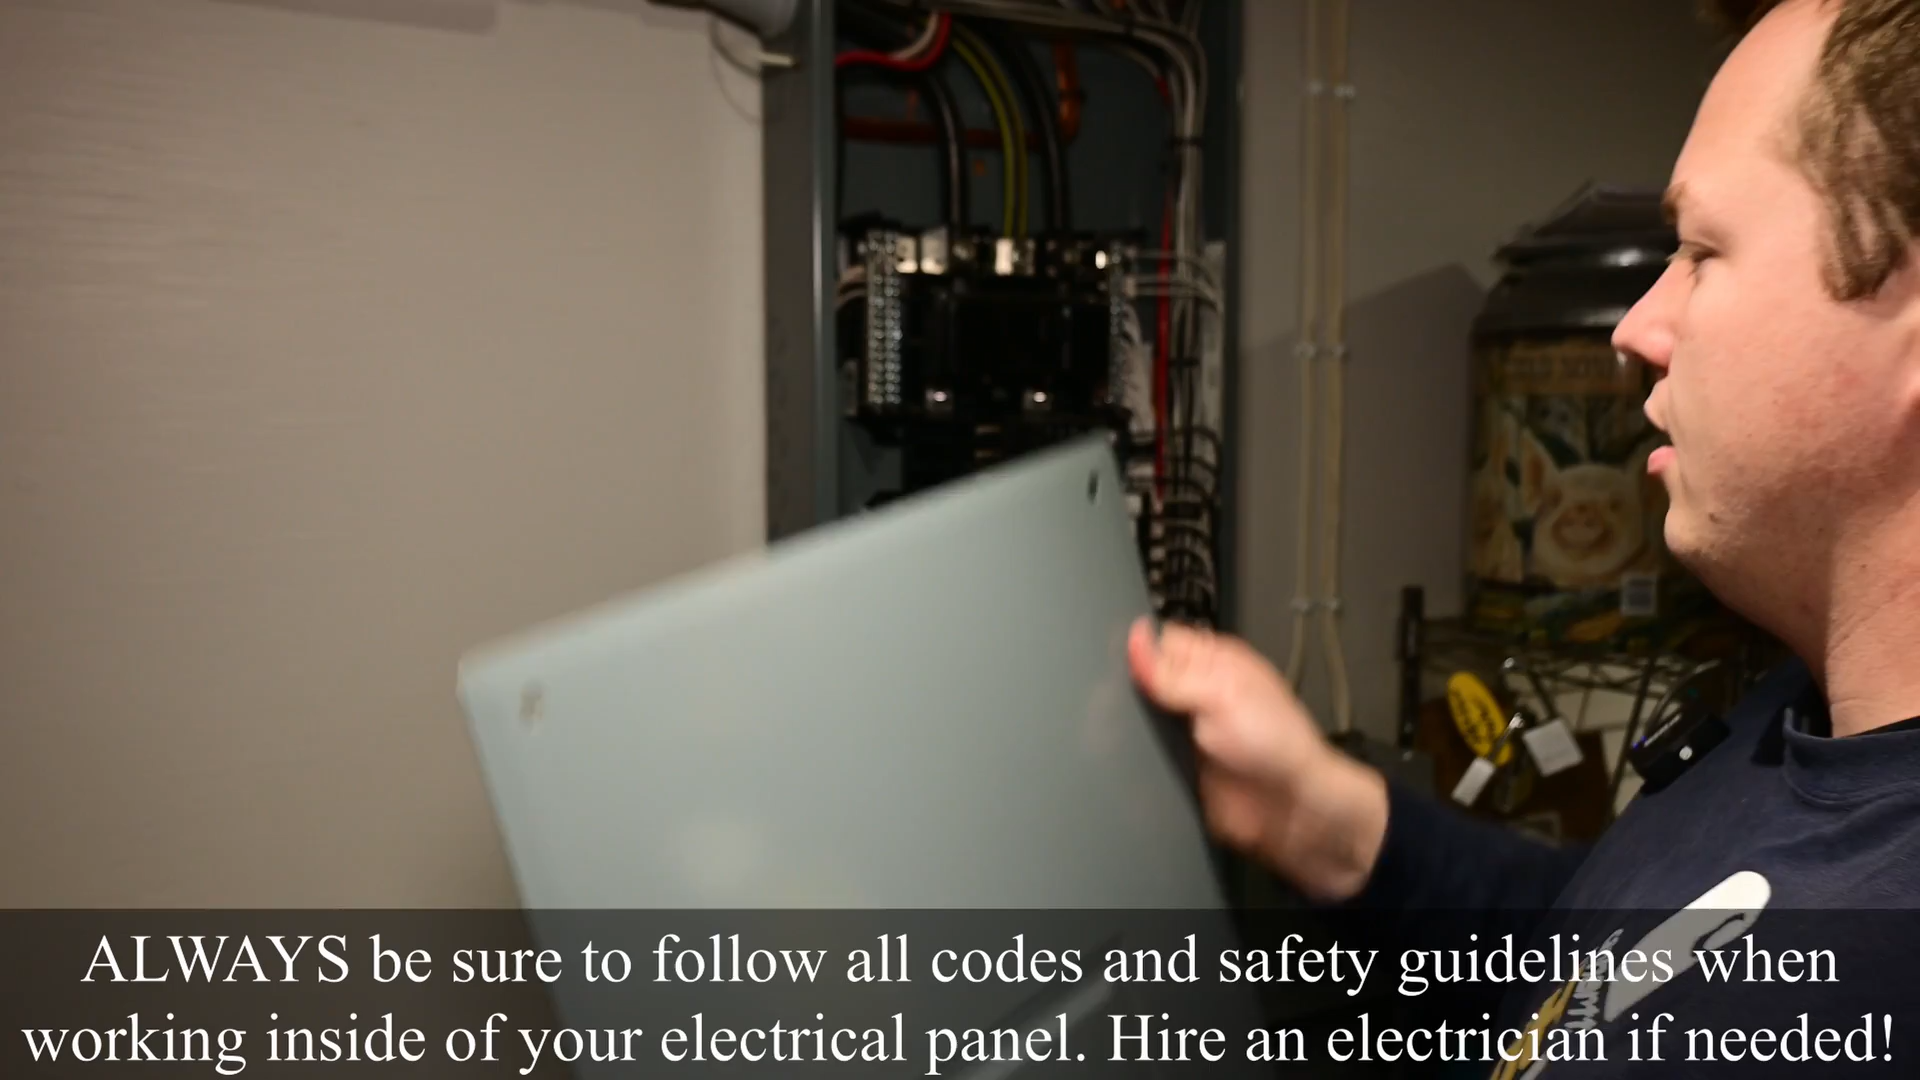 ALWAYS be sure to follow all codes and safety guidelines when
working inside of your electrical panel. Hire an electrician if needed!